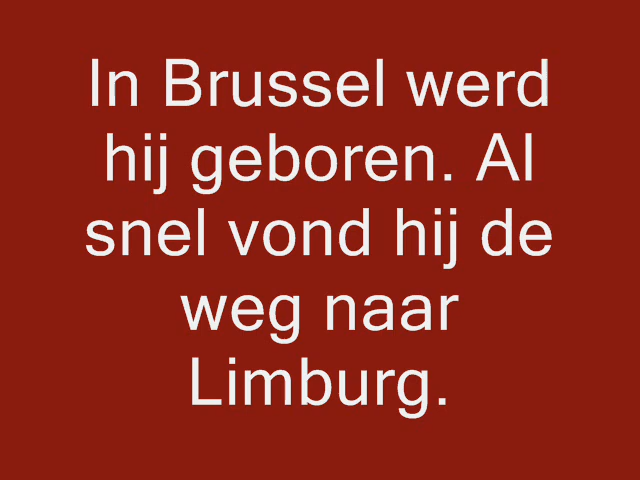 In Brussel werd
hij geboren. Al
snel vond hij de
weg naar
Limburg.